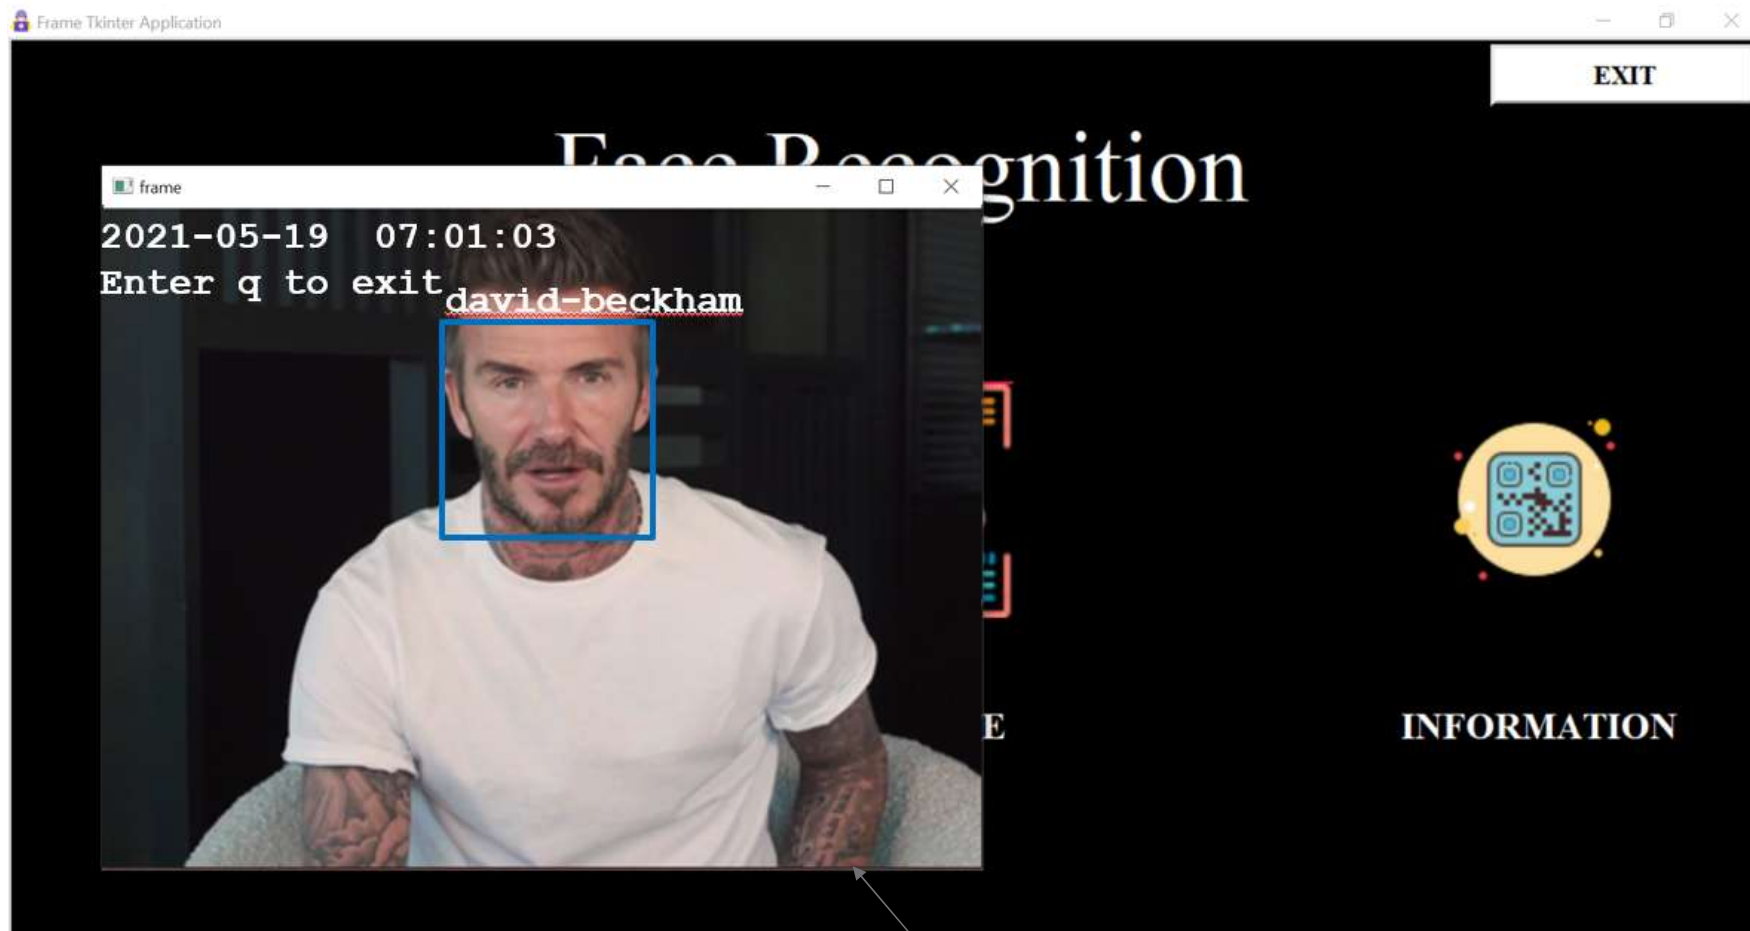 Frame Tkinter Application
EXIT
Face Recognition
frame
2021-05-19 07:01:03
Enter q to exit
david-beckham
E
INFORMATION